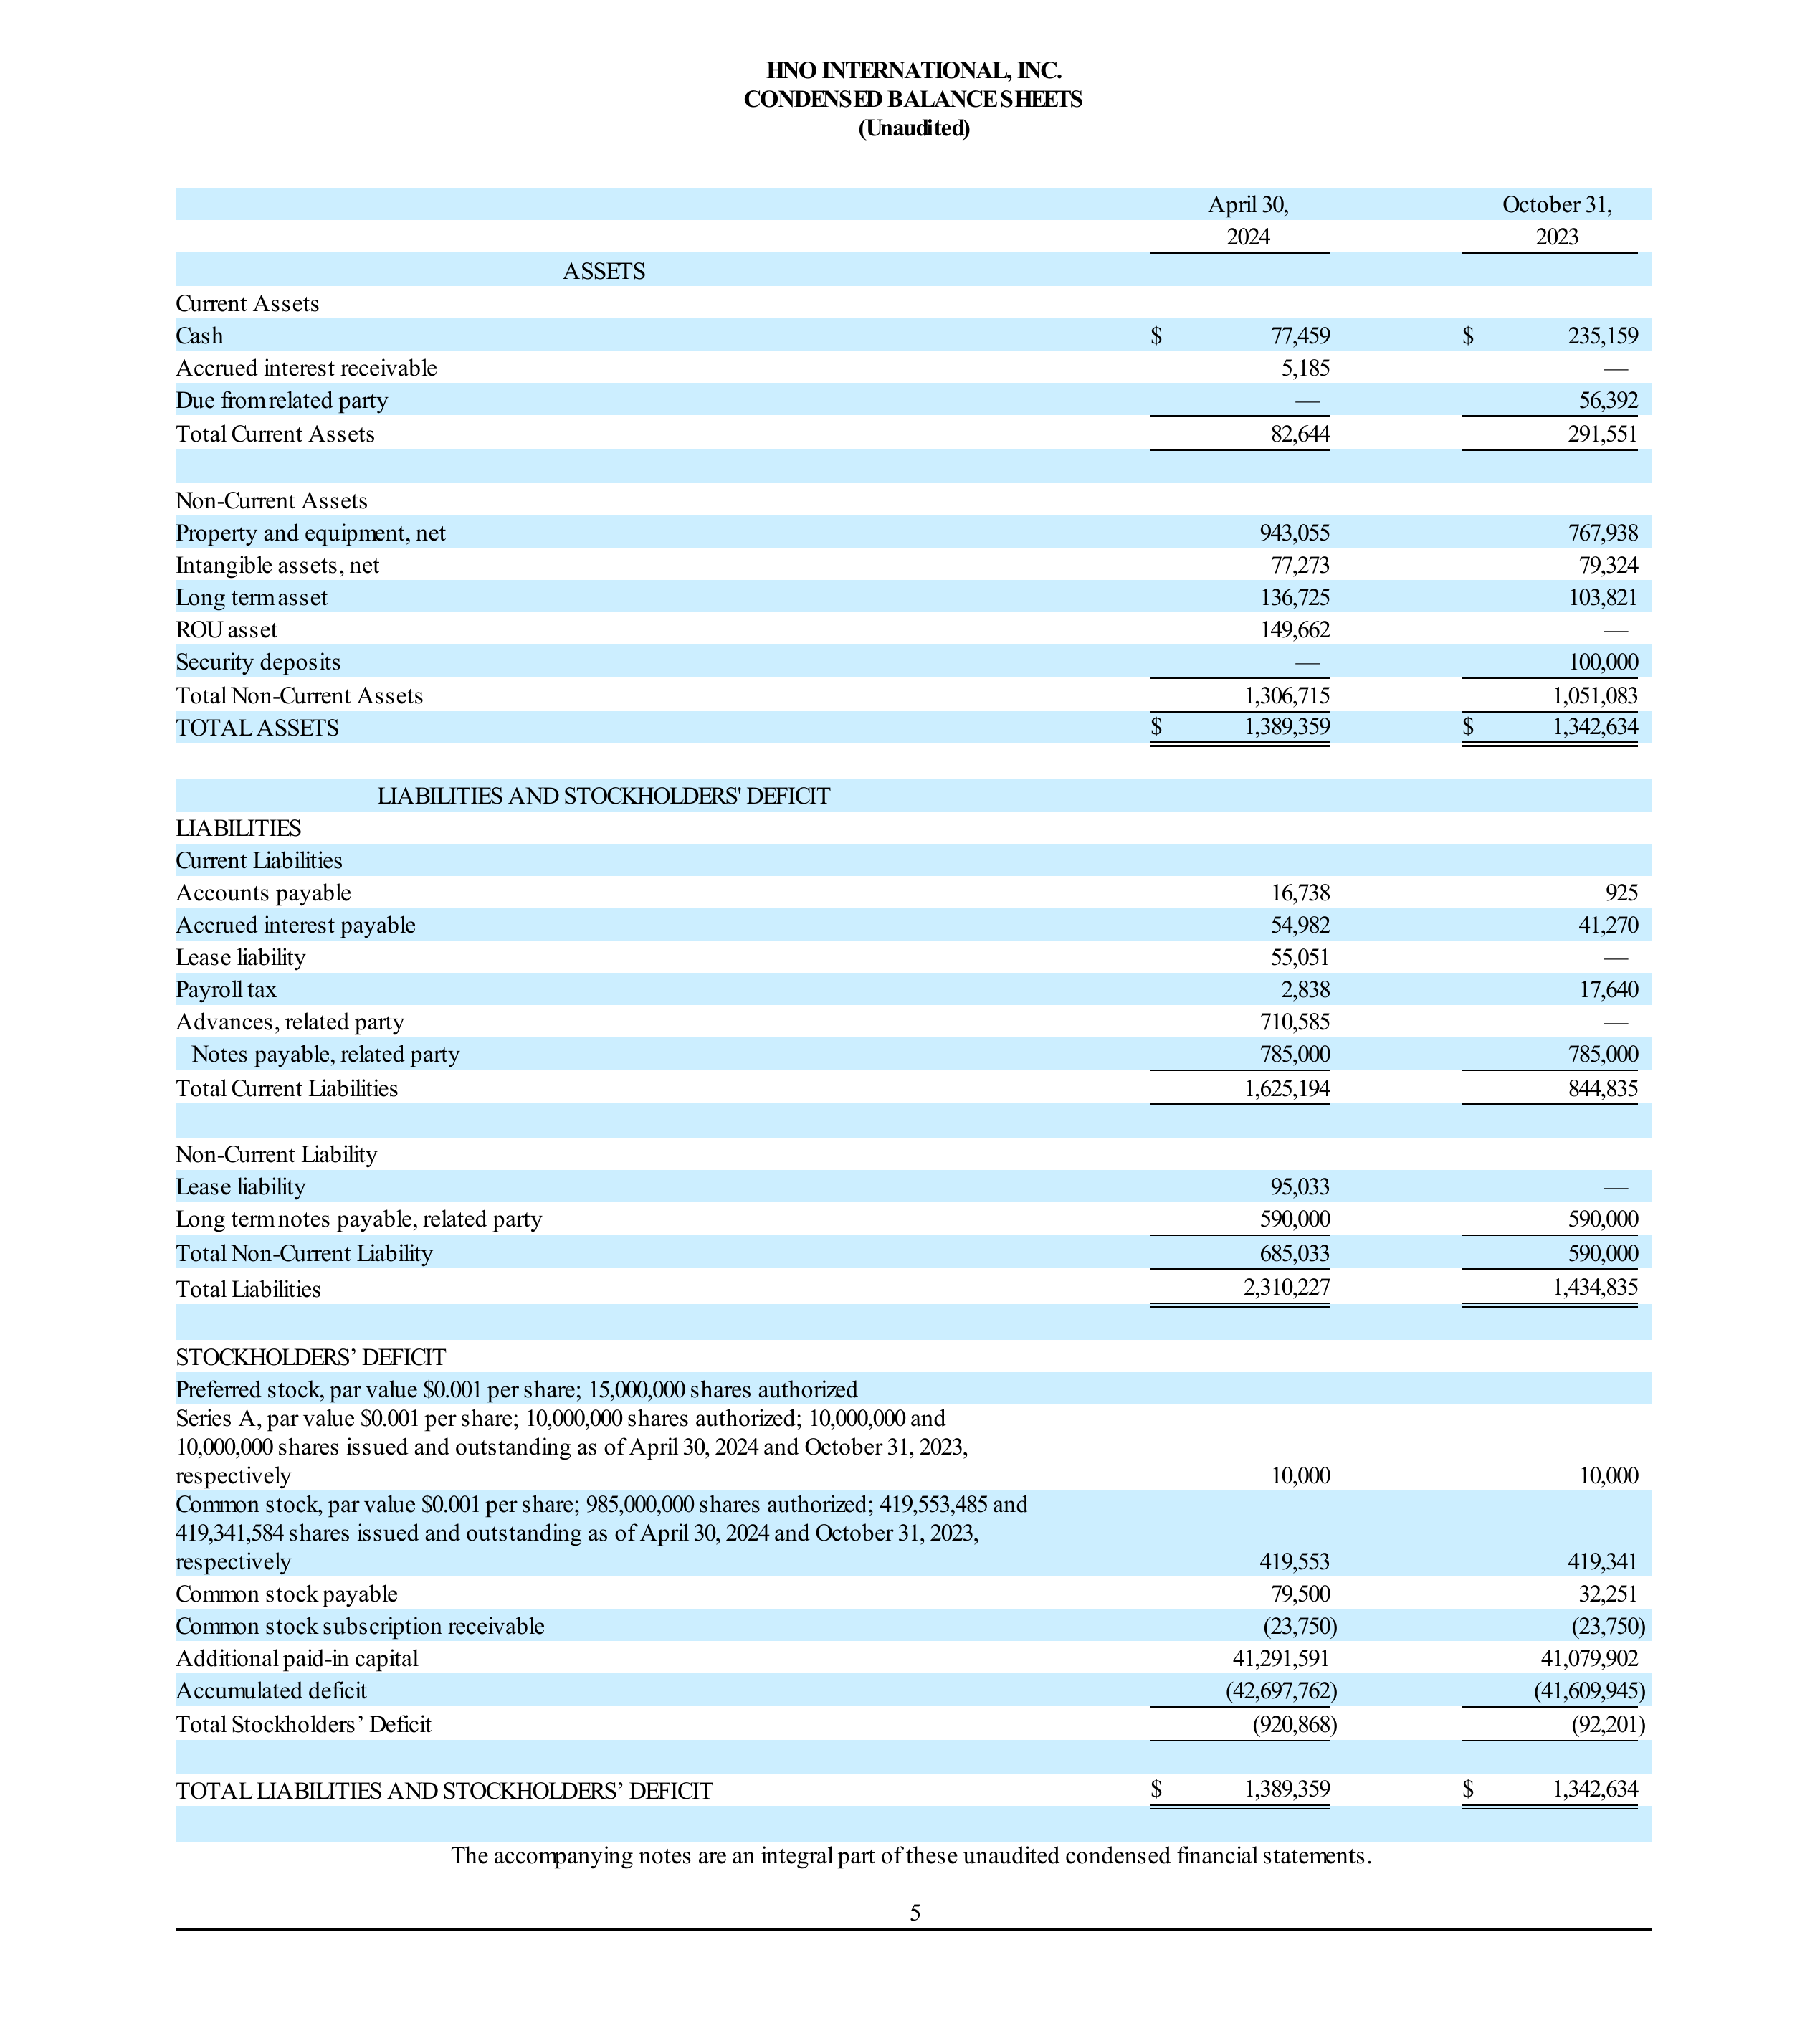 HNO INTERNATIONAL, INC.
CONDENSED BALANCE SHEETS
(Unaudited)
April 30, October 31,
2024 2023
ASSETS
Current Assets
Cash $ 77,459 $ 235,159
Accrued interest receivable 5,185 —
Due from related party — 56,392
Total Current Assets 82,644 291,551
Non-Current Assets
Property and equipment, net 943,055 767,938
Intangible assets, net 77,273 79,324
Long term asset 136,725 103,821
ROU asset 149,662 —
Security deposits — 100,000
Total Non-Current Assets 1,306,715 1,051,083
TOTAL ASSETS $ 1,389,359 $ 1,342,634
LIABILITIES AND STOCKHOLDERS' DEFICIT
LIABILITIES
Current Liabilities
Accounts payable 16,738 925
Accrued interest payable 54,982 41,270
Lease liability 55,051 —
Payroll tax 2,838 17,640
Advances, related party 710,585 —
Notes payable, related party 785,000 785,000
Total Current Liabilities 1,625,194 844,835
Non-Current Liability
Lease liability 95,033 —
Long term notes payable, related party 590,000 590,000
Total Non-Current Liability 685,033 590,000
Total Liabilities 2,310,227 1,434,835
STOCKHOLDERS’ DEFICIT
Preferred stock, par value $0.001 per share; 15,000,000 shares authorized
Series A, par value $0.001 per share; 10,000,000 shares authorized; 10,000,000 and
10,000,000 shares issued and outstanding as of April 30, 2024 and October 31, 2023,
respectively 10,000 10,000
Common stock, par value $0.001 per share; 985,000,000 shares authorized; 419,553,485 and
419,341,584 shares issued and outstanding as of April 30, 2024 and October 31, 2023,
respectively 419,553 419,341
Common stock payable 79,500 32,251
Common stock subscription receivable (23,750) (23,750)
Additional paid-in capital 41,291,591 41,079,902
Accumulated deficit (42,697,762) (41,609,945)
Total Stockholders’ Deficit (920,868) (92,201)
TOTAL LIABILITIES AND STOCKHOLDERS’ DEFICIT $ 1,389,359 $ 1,342,634
The accompanying notes are an integral part of these unaudited condensed financial statements.
5